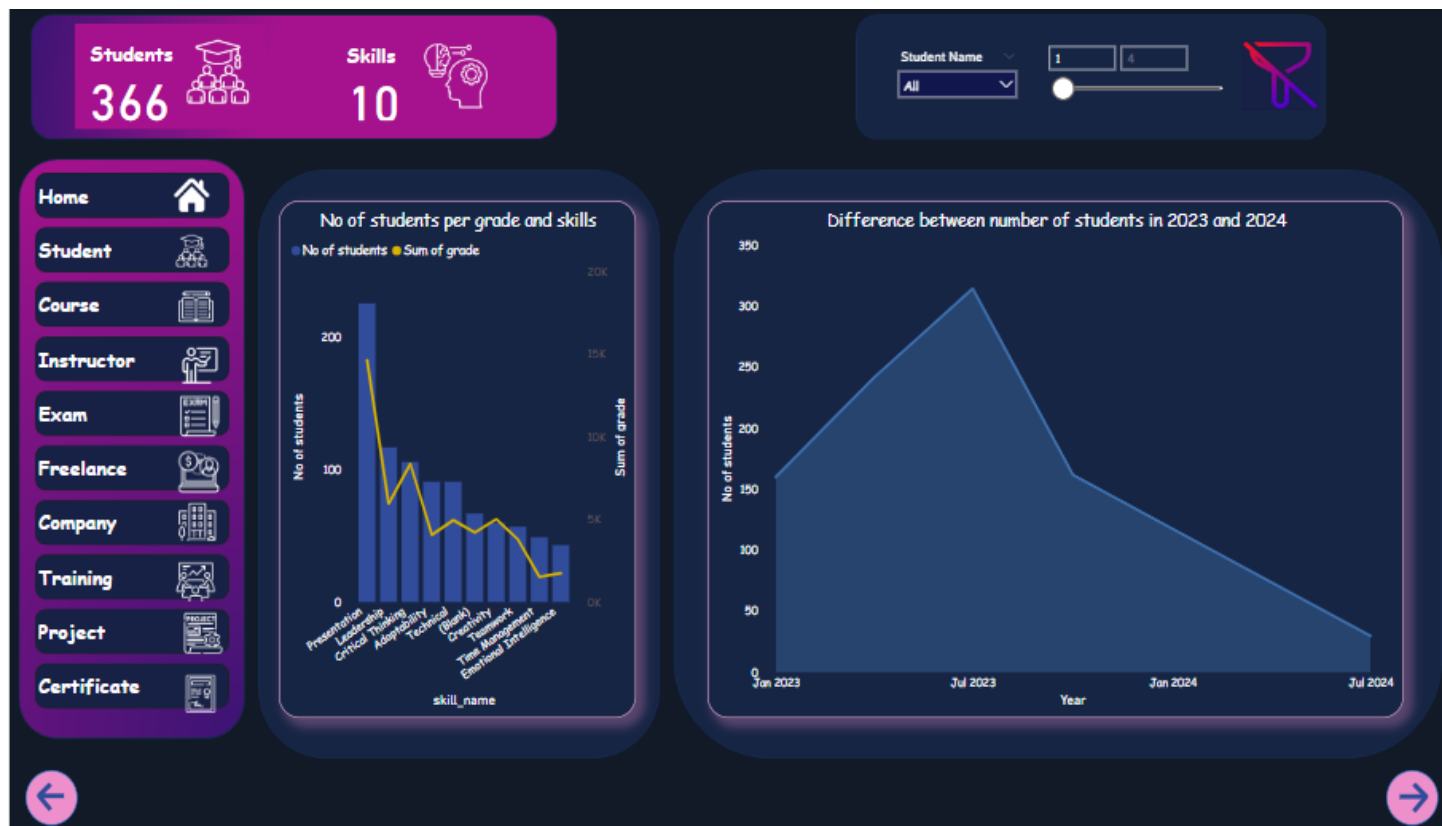 Students
366
Skills
10
Student Name
All
1
4
Home
Student
Course
Instructor
Exam
Freelance
Company
Training
Project
Certificate
EXAM
PROJECT
No of students per grade and skills
No of students Sum of grade
No of students
200
100
0
20K
15K
10K
5K
0K
Sum of grade
Presentation
Leadership
Critical Thinking
Adaptability
Technical
(Blank)
Creativity
Teamwork
Time Management
Emotional Intelligence
skill_name
Difference between number of students in 2023 and 2024
No of students
350
300
250
200
150
100
50
0
Jan 2023
Jul 2023
Jan 2024
Jul 2024
Year